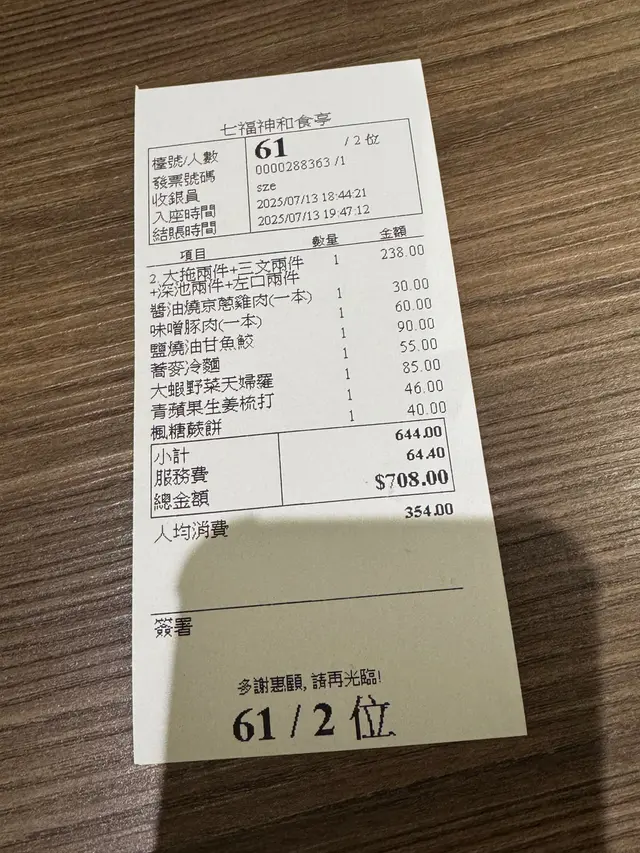 七福神和食亭
檯號/人數 61 / 2 位
發票號碼 0000288363 /1
收銀員 sze
入座時間 2025/07/13 18:44:21
結賬時間 2025/07/13 19:47:12
項目 數量 金額
2 大拖兩件+三文兩件 1 238.00
+深池兩件+左口兩件
醬油燒京蔥雞肉(一本) 1 30.00
味噌豚肉(一本) 1 60.00
鹽燒油甘魚鮫 1 90.00
蕎麥冷麵 1 55.00
大蝦野菜天婦羅 1 85.00
青蘋果生姜梳打 1 46.00
楓糖蕨餅 1 40.00
小計 644.00
服務費 64.40
總金額 $708.00
人均消費 354.00
簽署
多謝惠顧, 請再光臨!
61 / 2 位